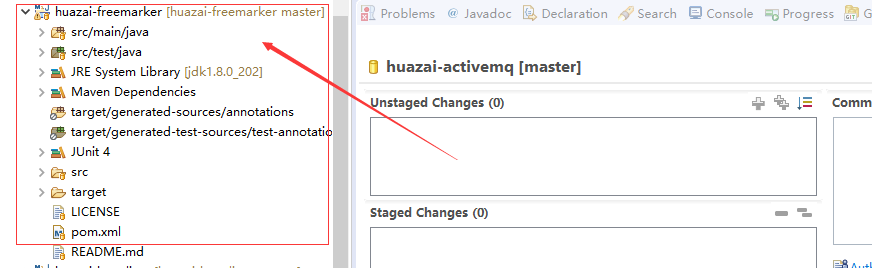 huazai-freemarker [huazai-freemarker master]
src/main/java
src/test/java
JRE System Library [jdk1.8.0_202]
Maven Dependencies
target/generated-sources/annotations
target/generated-test-sources/test-annotatio
JUnit 4
src
target
LICENSE
pom.xml
README.md
Problems @ Javadoc Declaration Search Console Progress G
huazai-activemq [master]
Unstaged Changes (0)
Comm
Staged Changes (0)